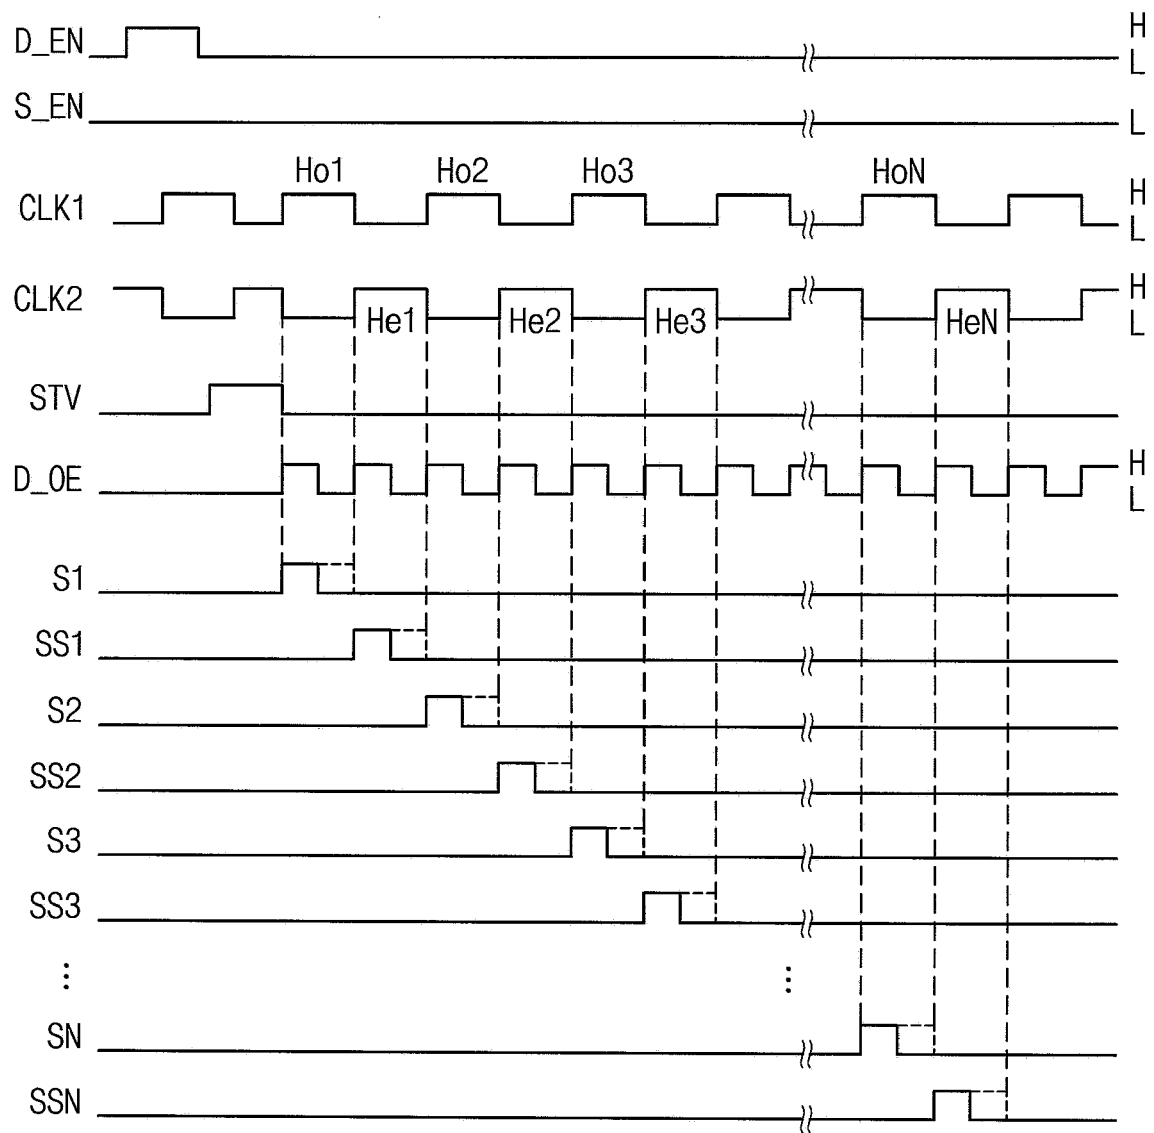 D_EN H
L
S_EN L
Ho1 Ho2 Ho3 HoN
CLK1 H
L
CLK2 H
He1 He2 He3 HeN L
STV
D_OE H
L
S1
SS1
S2
SS2
S3
SS3
⋮ ⋮
SN
SSN